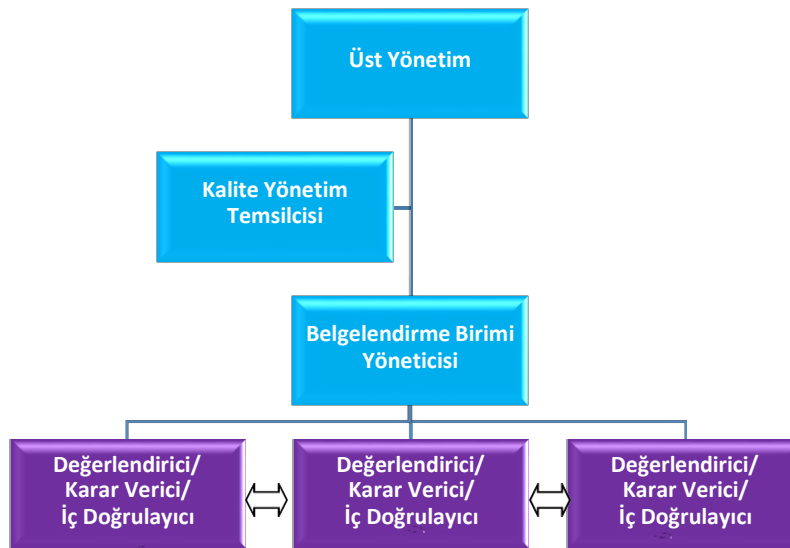 Üst Yönetim
Kalite Yönetim
Temsilcisi
Belgelendirme Birimi
Yöneticisi
Değerlendirici/
Karar Verici/
İç Doğrulayıcı
Değerlendirici/
Karar Verici/
İç Doğrulayıcı
Değerlendirici/
Karar Verici/
İç Doğrulayıcı